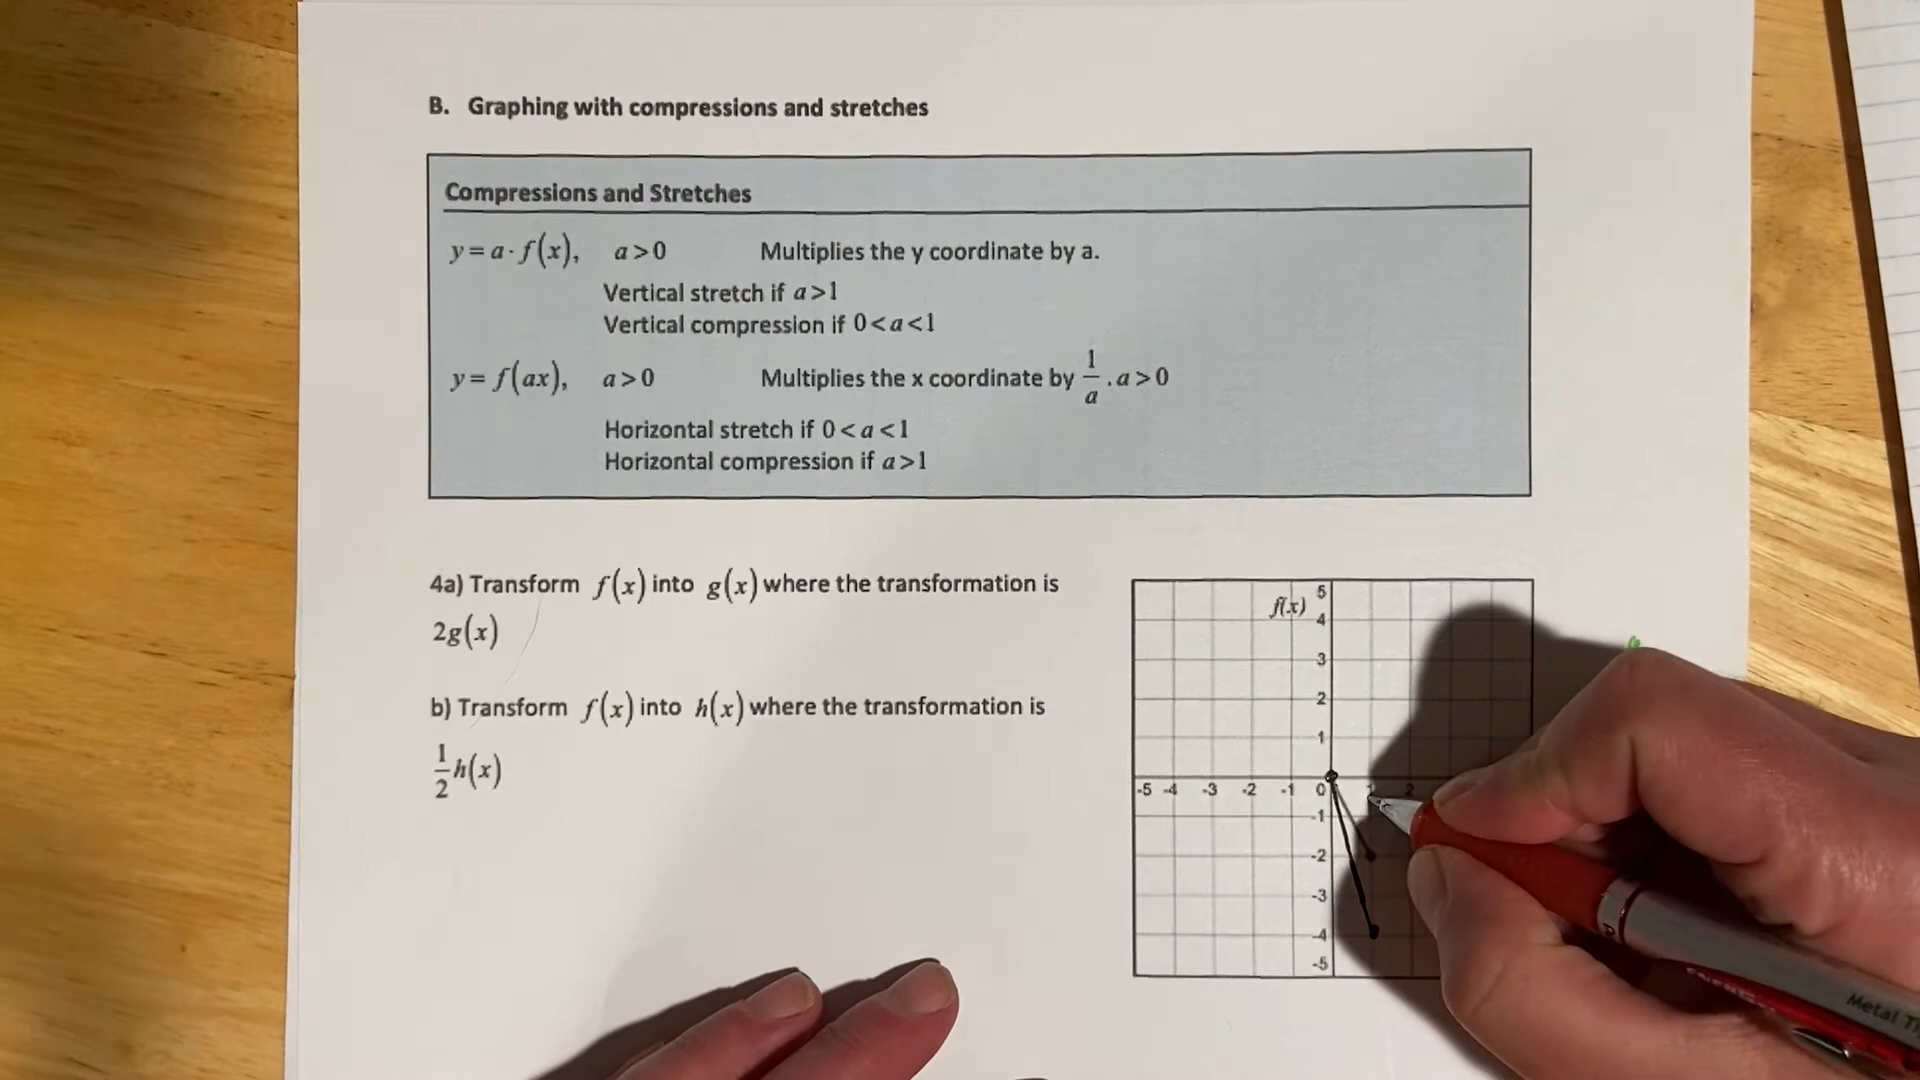 B. Graphing with compressions and stretches
Compressions and Stretches
y = a · f(x), a > 0 Multiplies the y coordinate by a.
Vertical stretch if a > 1
Vertical compression if 0 < a < 1
y = f(ax), a > 0 Multiplies the x coordinate by 1/a . a > 0
Horizontal stretch if 0 < a < 1
Horizontal compression if a > 1
4a) Transform f(x) into g(x) where the transformation is
2g(x)
b) Transform f(x) into h(x) where the transformation is
1/2 h(x)
f(x)
5
4
3
2
1
-5 -4 -3 -2 -1 0 1 2
-1
-2
-3
-4
-5
Metal